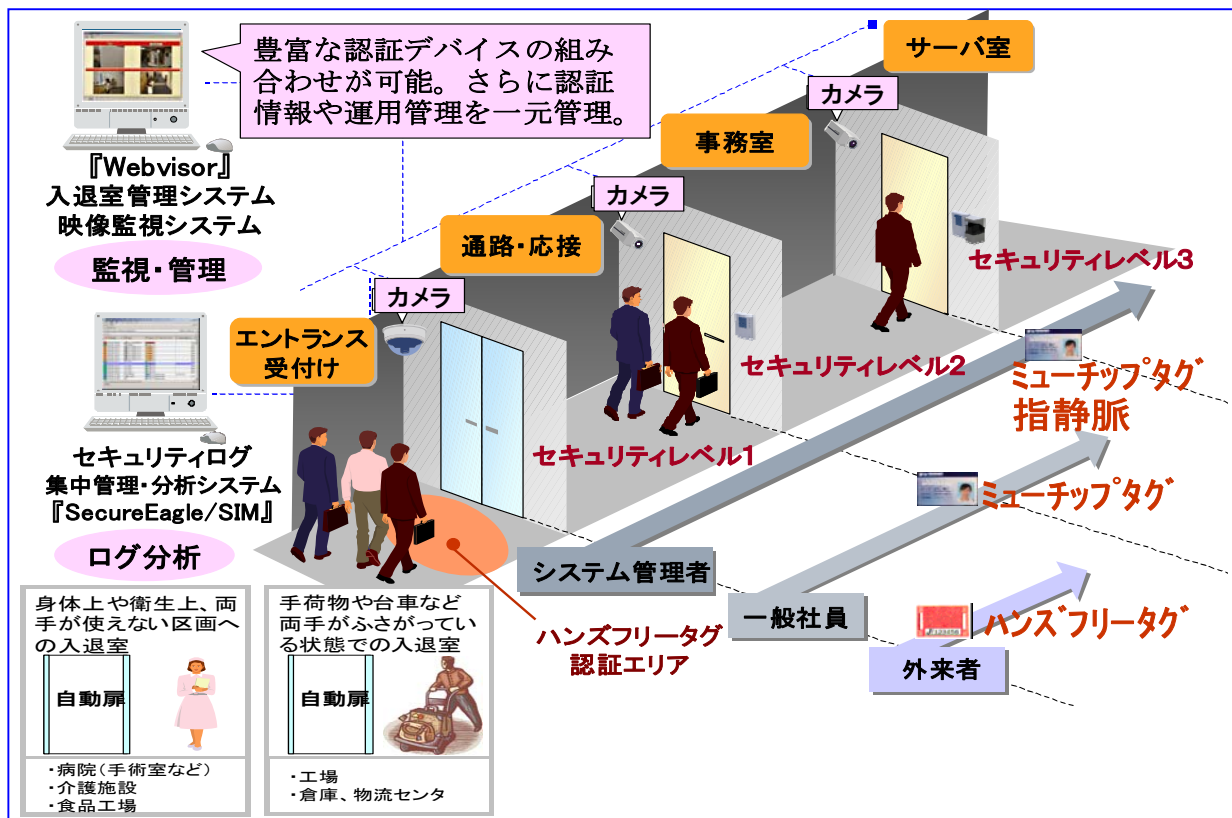 豊富な認証デバイスの組み
合わせが可能。さらに認証
情報や運用管理を一元管理。
サーバ室
カメラ
事務室
カメラ
通路・応接
カメラ
エントランス
受付け
『Webvisor』
入退室管理システム
映像監視システム
監視・管理
セキュリティログ
集中管理・分析システム
『SecureEagle/SIM』
ログ分析
セキュリティレベル3
セキュリティレベル2
セキュリティレベル1
ミューチップタグ
指静脈
ミューチップタグ
ハンズフリータグ
システム管理者
一般社員
外来者
ハンズフリータグ
認証エリア
身体上や衛生上、両
手が使えない区画へ
の入退室
自動扉
・病院(手術室など)
・介護施設
・食品工場
手荷物や台車など
両手がふさがってい
る状態での入退室
自動扉
・工場
・倉庫、物流センタ